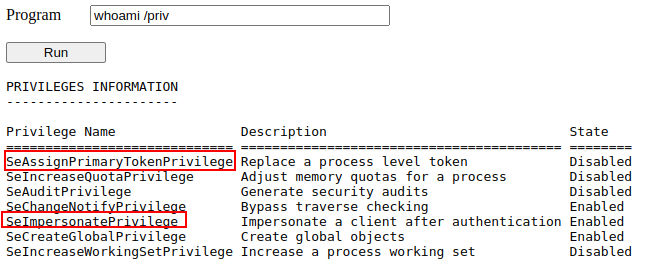 Program whoami /priv
Run
PRIVILEGES INFORMATION
----------------------
Privilege Name Description State
============================= ========================================= ========
SeAssignPrimaryTokenPrivilege Replace a process level token Disabled
SeIncreaseQuotaPrivilege Adjust memory quotas for a process Disabled
SeAuditPrivilege Generate security audits Disabled
SeChangeNotifyPrivilege Bypass traverse checking Enabled
SeImpersonatePrivilege Impersonate a client after authentication Enabled
SeCreateGlobalPrivilege Create global objects Enabled
SeIncreaseWorkingSetPrivilege Increase a process working set Disabled